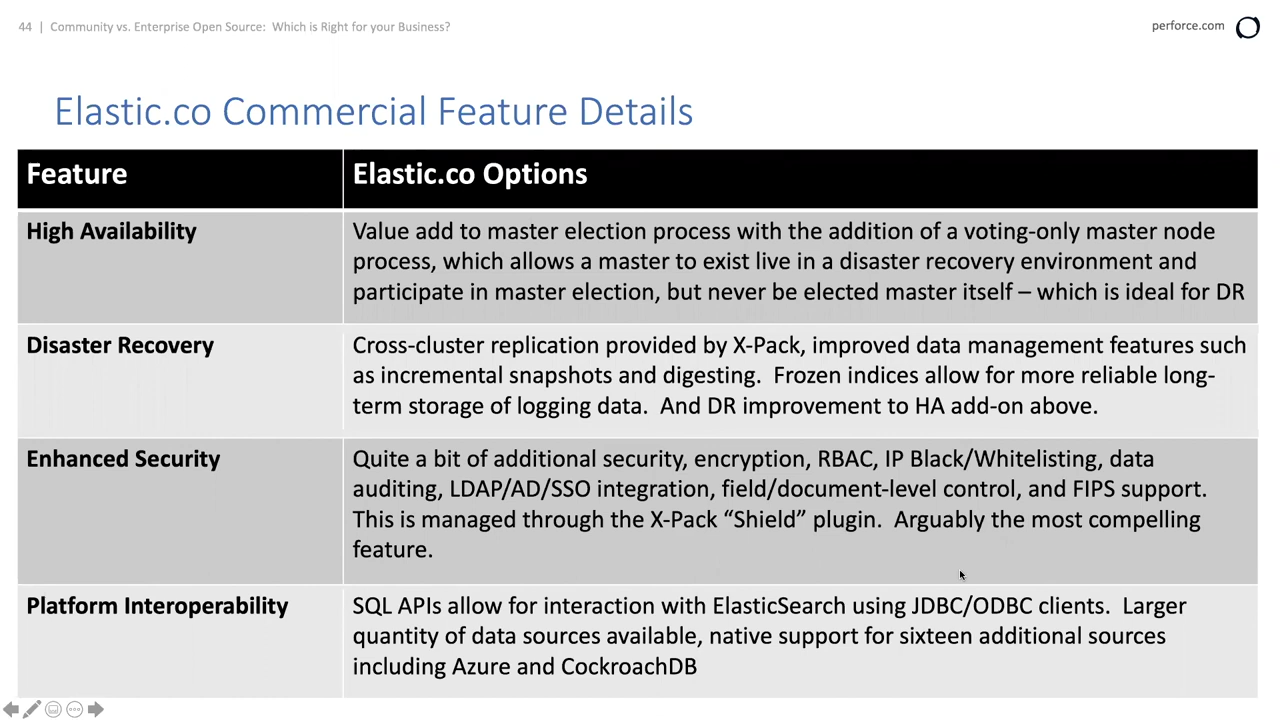 44 | Community vs. Enterprise Open Source: Which is Right for your Business?
perforce.com
Elastic.co Commercial Feature Details
Feature
Elastic.co Options
High Availability
Value add to master election process with the addition of a voting-only master node
process, which allows a master to exist live in a disaster recovery environment and
participate in master election, but never be elected master itself – which is ideal for DR
Disaster Recovery
Cross-cluster replication provided by X-Pack, improved data management features such
as incremental snapshots and digesting. Frozen indices allow for more reliable long-
term storage of logging data. And DR improvement to HA add-on above.
Enhanced Security
Quite a bit of additional security, encryption, RBAC, IP Black/Whitelisting, data
auditing, LDAP/AD/SSO integration, field/document-level control, and FIPS support.
This is managed through the X-Pack “Shield” plugin. Arguably the most compelling
feature.
Platform Interoperability
SQL APIs allow for interaction with ElasticSearch using JDBC/ODBC clients. Larger
quantity of data sources available, native support for sixteen additional sources
including Azure and CockroachDB